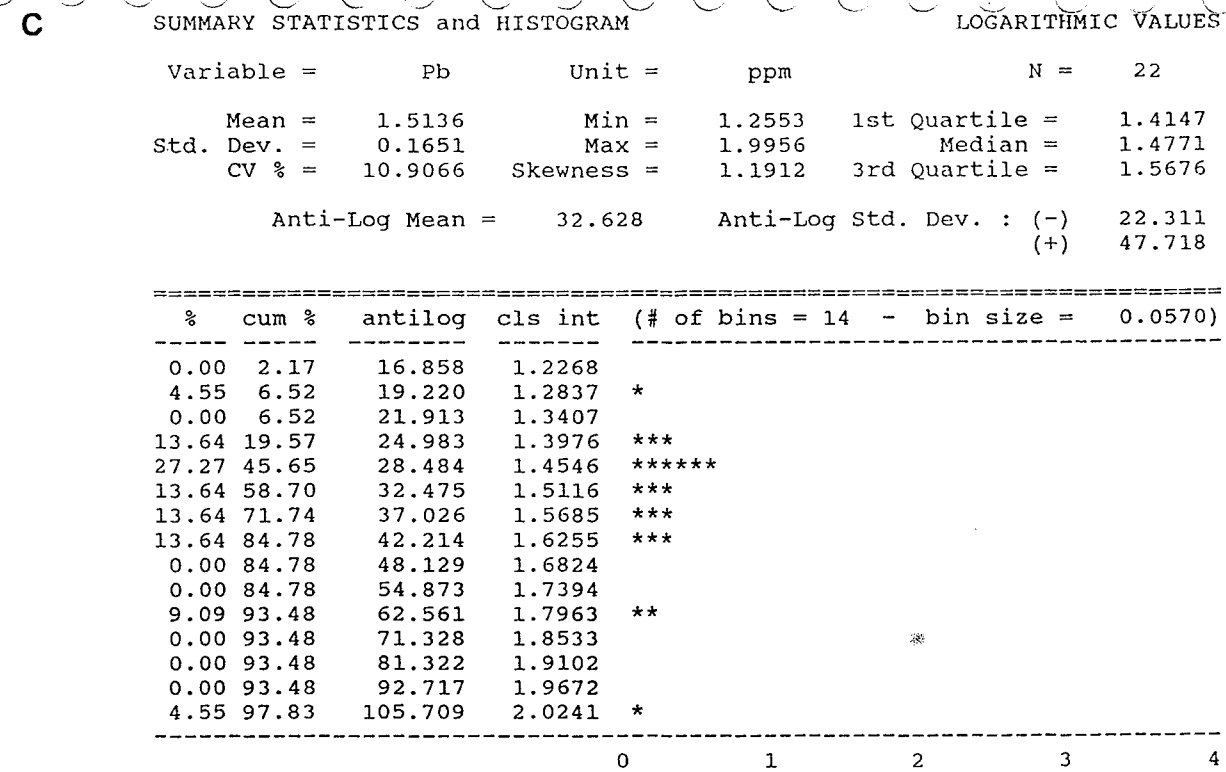 C SUMMARY STATISTICS and HISTOGRAM LOGARITHMIC VALUES
Variable = Pb Unit = ppm N = 22
Mean = 1.5136 Min = 1.2553 1st Quartile = 1.4147
Std. Dev. = 0.1651 Max = 1.9956 Median = 1.4771
CV % = 10.9066 Skewness = 1.1912 3rd Quartile = 1.5676
Anti-Log Mean = 32.628 Anti-Log Std. Dev. : (-) 22.311
(+) 47.718
% cum % antilog cls int (# of bins = 14 - bin size = 0.0570)
0.00 2.17 16.858 1.2268
4.55 6.52 19.220 1.2837 *
0.00 6.52 21.913 1.3407
13.64 19.57 24.983 1.3976 ***
27.27 45.65 28.484 1.4546 ******
13.64 58.70 32.475 1.5116 ***
13.64 71.74 37.026 1.5685 ***
13.64 84.78 42.214 1.6255 ***
0.00 84.78 48.129 1.6824
0.00 84.78 54.873 1.7394
9.09 93.48 62.561 1.7963 **
0.00 93.48 71.328 1.8533
0.00 93.48 81.322 1.9102
0.00 93.48 92.717 1.9672
4.55 97.83 105.709 2.0241 *
0 1 2 3 4